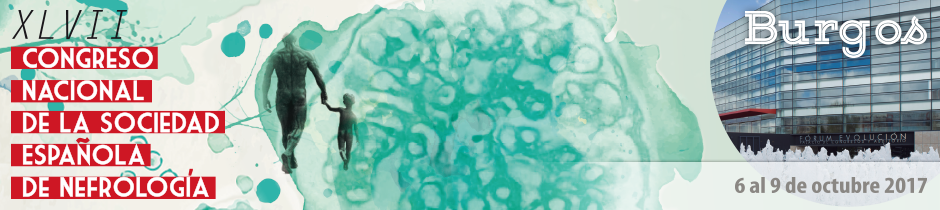 XLVII
CONGRESO
NACIONAL
DE LA SOCIEDAD
ESPAÑOLA
DE NEFROLOGÍA
Burgos
FORUM EVOLUCIÓN
6 al 9 de octubre 2017